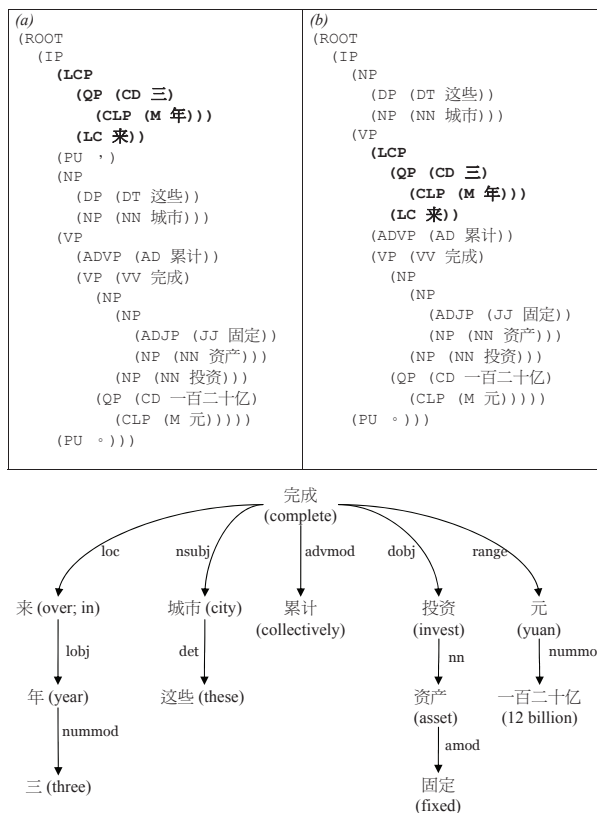 (a)
(ROOT
(IP
(LCP
(QP (CD 三)
(CLP (M 年)))
(LC 来))
(PU ，)
(NP
(DP (DT 这些))
(NP (NN 城市)))
(VP
(ADVP (AD 累计))
(VP (VV 完成)
(NP
(NP
(ADJP (JJ 固定))
(NP (NN 资产)))
(NP (NN 投资)))
(QP (CD 一百二十亿)
(CLP (M 元)))))
(PU 。)))
(b)
(ROOT
(IP
(NP
(DP (DT 这些))
(NP (NN 城市)))
(VP
(LCP
(QP (CD 三)
(CLP (M 年)))
(LC 来))
(ADVP (AD 累计))
(VP (VV 完成)
(NP
(NP
(ADJP (JJ 固定))
(NP (NN 资产)))
(NP (NN 投资)))
(QP (CD 一百二十亿)
(CLP (M 元)))))
(PU 。)))
完成
(complete)
loc nsubj advmod dobj range
来 (over; in) 城市 (city) 累计 投资 元
(collectively) (invest) (yuan)
lobj det nn nummo
年 (year) 这些 (these) 资产 一百二十亿
(asset) (12 billion)
nummod amod
三 (three) 固定
(fixed)